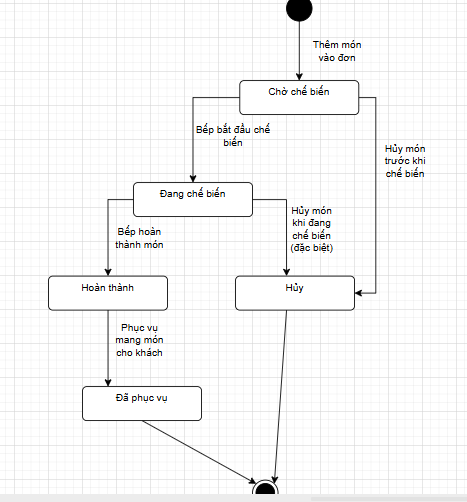 Thêm món
vào đơn
Chờ chế biến
Bếp bắt đầu chế
biến
Hủy món
trước khi
chế biến
Đang chế biến
Hủy món
khi đang
chế biến
(đặc biệt)
Bếp hoàn
thành món
Hoàn thành
Hủy
Phục vụ
mang món
cho khách
Đã phục vụ